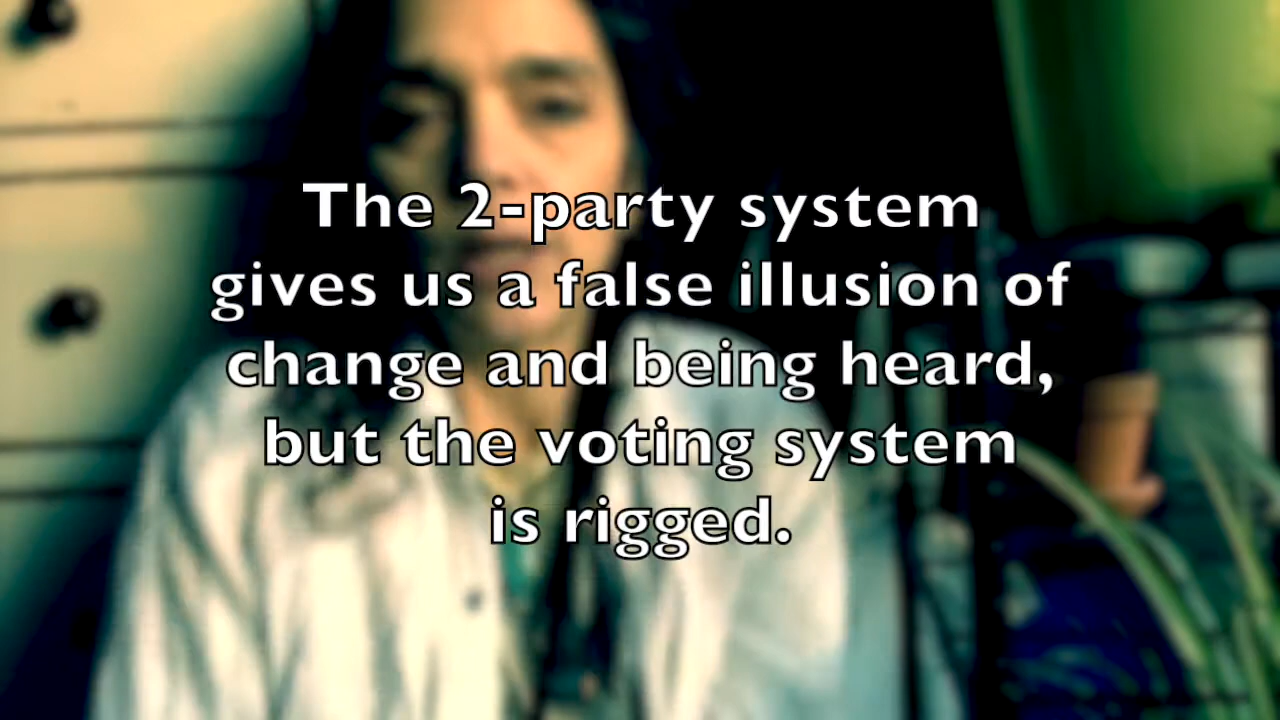 The 2-party system
gives us a false illusion of
change and being heard,
but the voting system
is rigged.